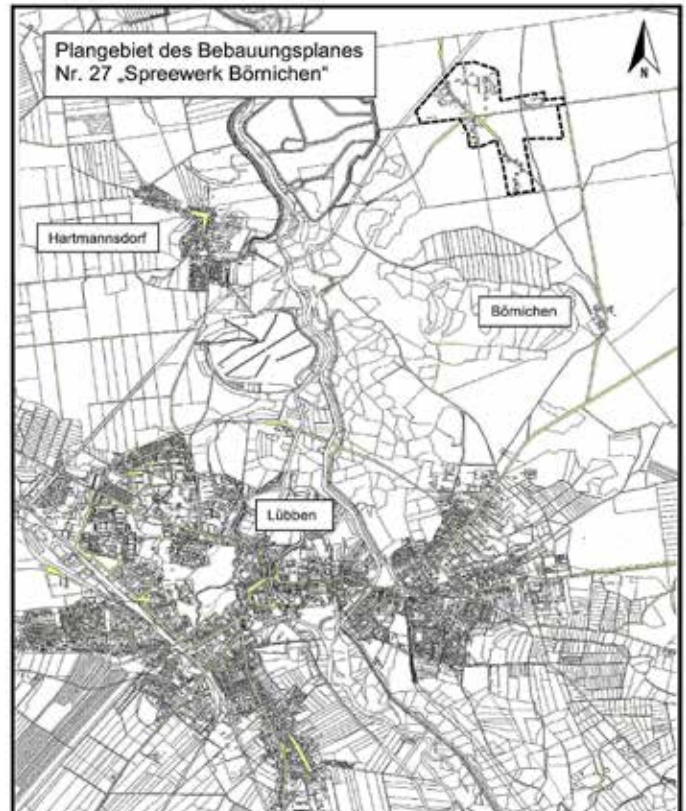 Plangebiet des Bebauungsplanes
Nr. 27 „Spreewerk Börnichen“
N
Hartmannsdorf
Börnichen
Lübben